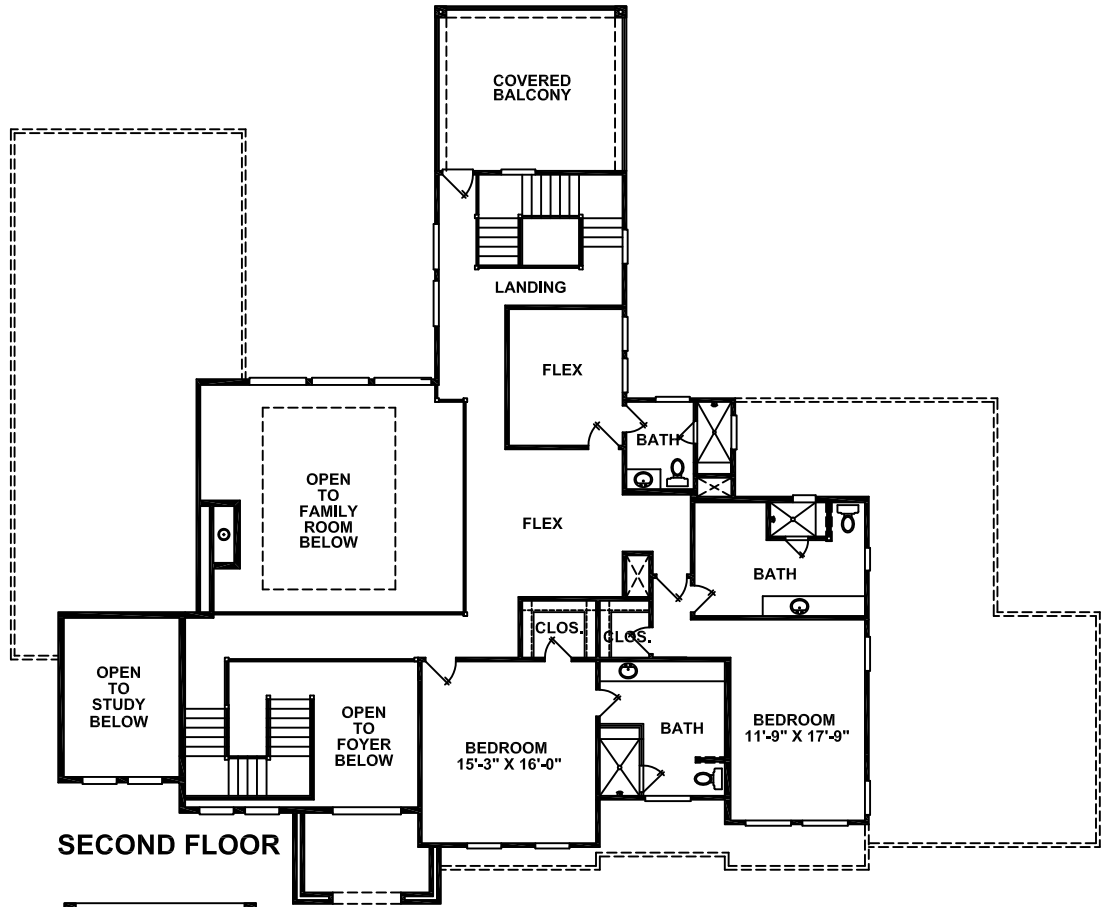 COVERED
BALCONY
LANDING
FLEX
BATH
OPEN
TO
FAMILY
ROOM
BELOW
FLEX
BATH
CLOS.
CLOS.
OPEN
TO
STUDY
BELOW
OPEN
TO
FOYER
BELOW
BEDROOM
15'-3" X 16'-0"
BATH
BEDROOM
11'-9" X 17'-9"
SECOND FLOOR